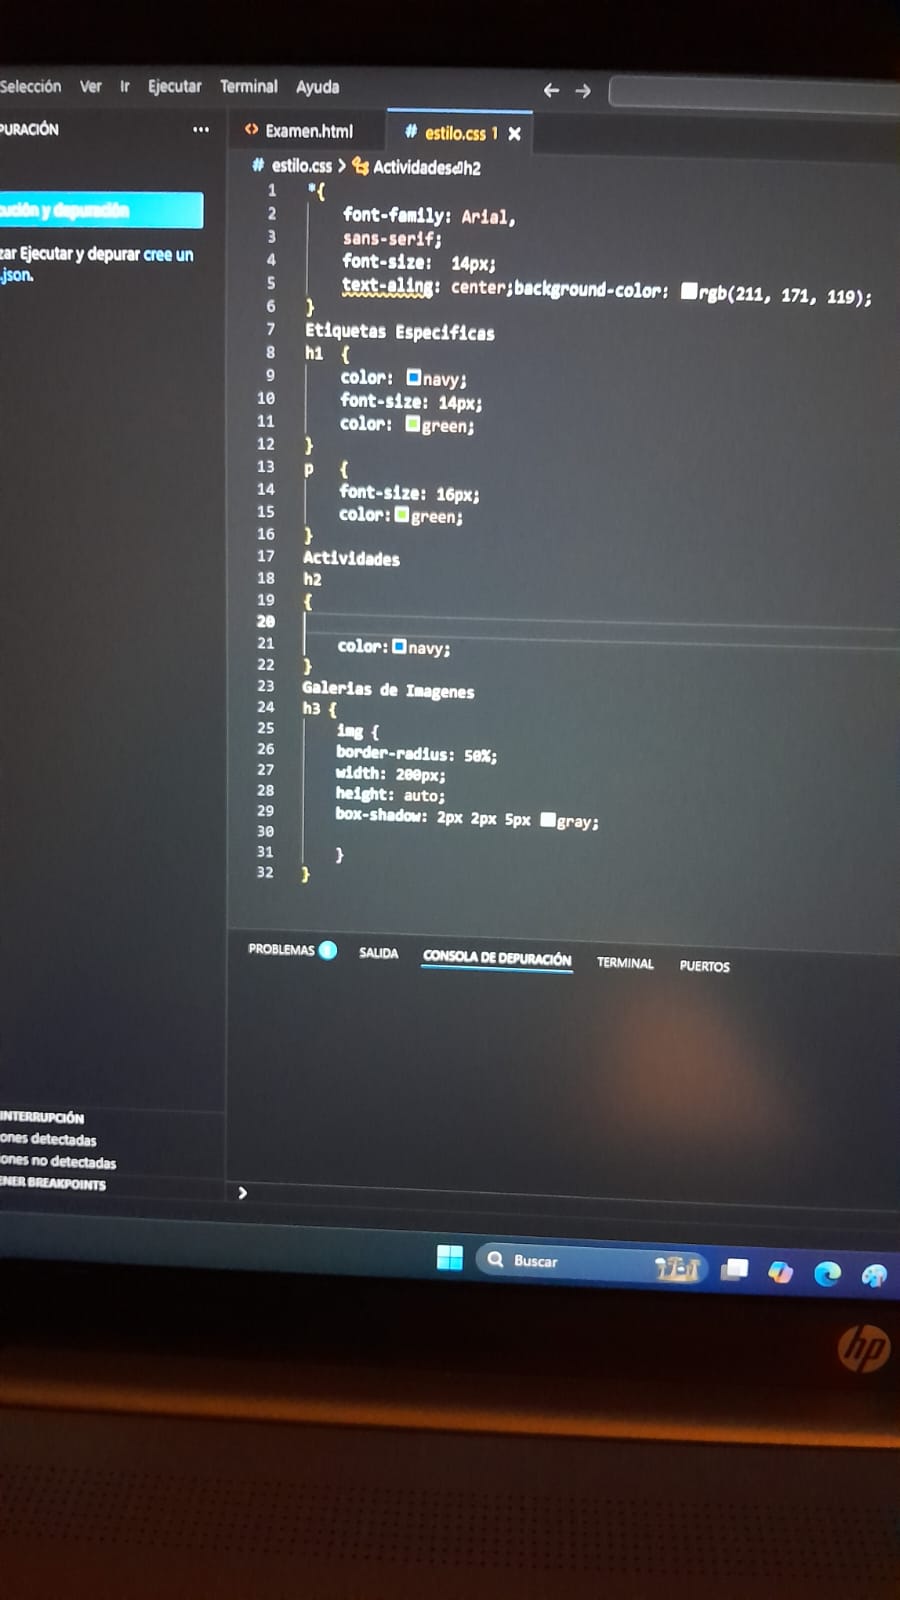 Selección Ver Ir Ejecutar Terminal Ayuda
PURACIÓN ··· <> Examen.html # estilo.css 1 ×
# estilo.css > Actividades h2
1 *{
ución y depuración
2 font-family: Arial,
3 sans-serif;
zar Ejecutar y depurar cree un
4 font-size: 14px;
.json.
5 text-aling: center;background-color: rgb(211, 171, 119);
6 }
7 Etiquetas Especificas
8 h1 {
9 color: navy;
10 font-size: 14px;
11 color: green;
12 }
13 p {
14 font-size: 16px;
15 color: green;
16 }
17 Actividades
18 h2
19 {
20
21 color: navy;
22 }
23 Galerias de Imagenes
24 h3 {
25 img {
26 border-radius: 50%;
27 width: 200px;
28 height: auto;
29 box-shadow: 2px 2px 5px gray;
30
31 }
32 }
PROBLEMAS SALIDA CONSOLA DE DEPURACIÓN TERMINAL PUERTOS
INTERRUPCIÓN
ones detectadas
ones no detectadas
ENER BREAKPOINTS
>
Buscar
hp